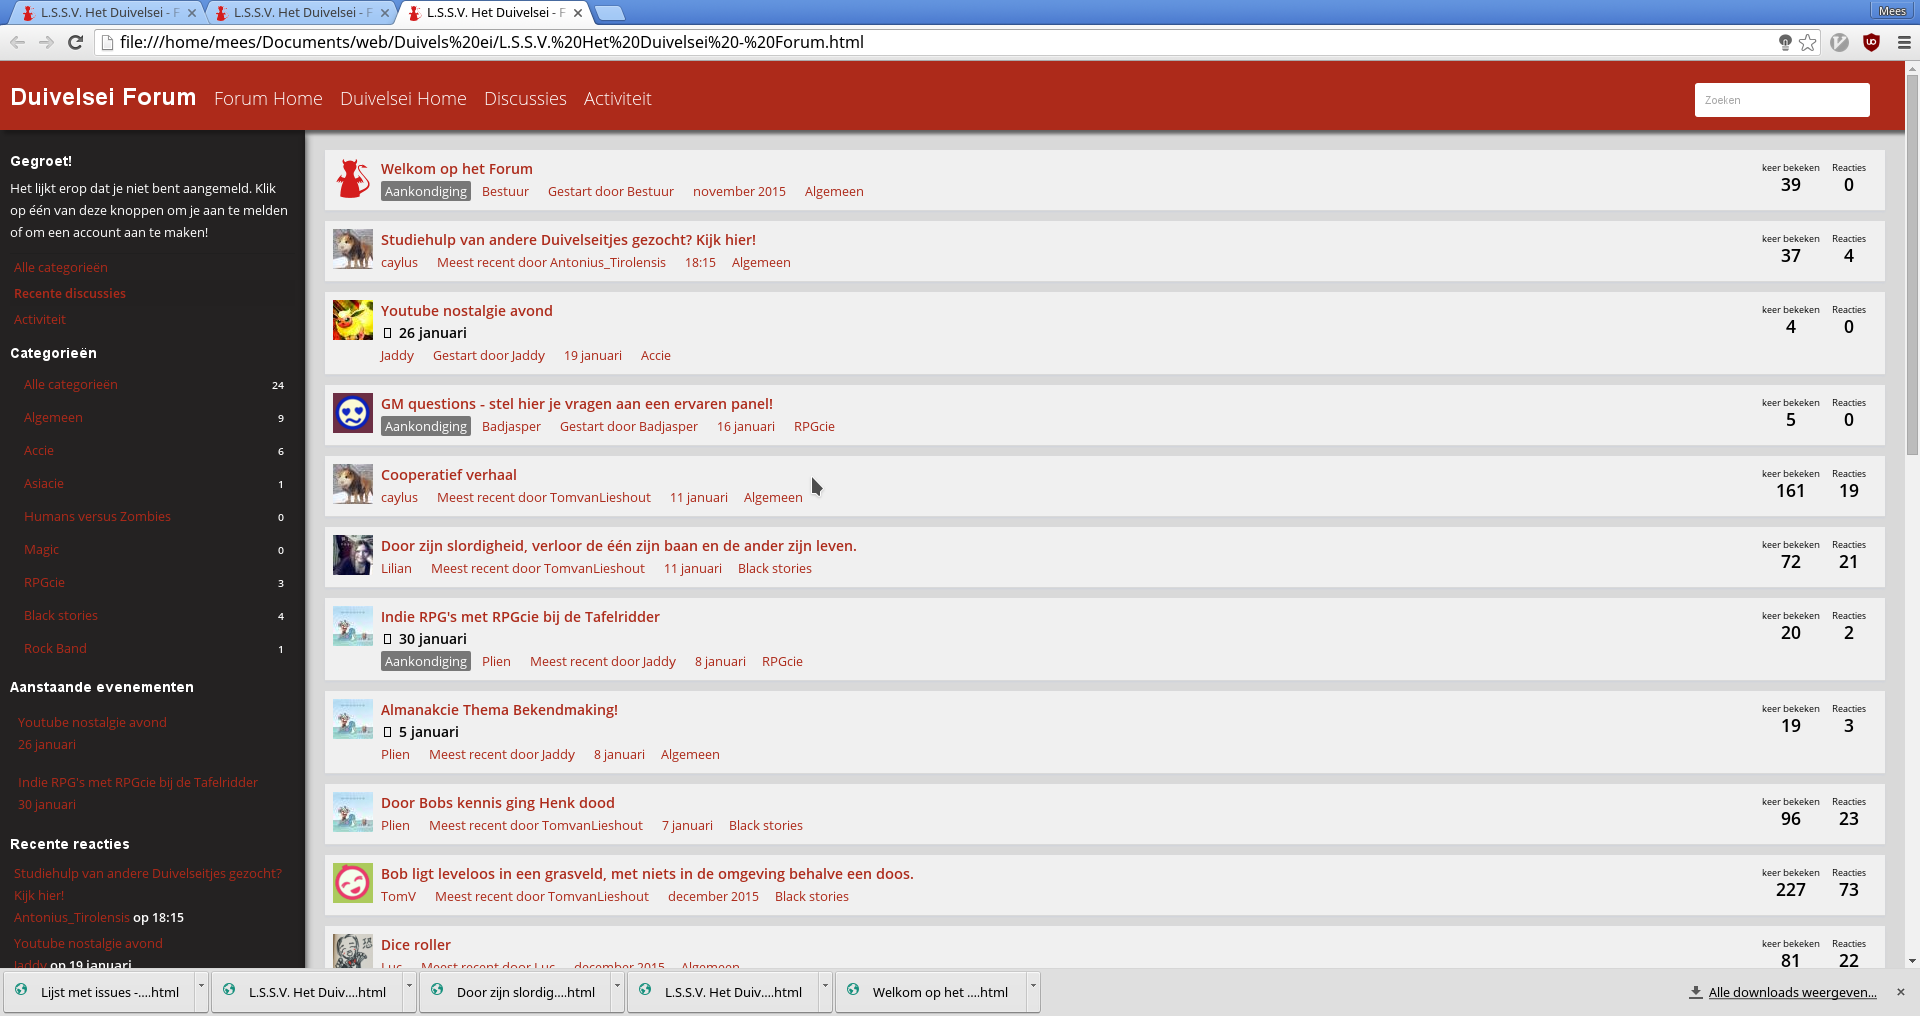 L.S.S.V. Het Duivelsei - F
L.S.S.V. Het Duivelsei - F
L.S.S.V. Het Duivelsei - F
Mees
file:///home/mees/Documents/web/Duivels%20ei/L.S.S.V.%20Het%20Duivelsei%20-%20Forum.html
Duivelsei Forum Forum Home Duivelsei Home Discussies Activiteit
Zoeken
Gegroet!
Het lijkt erop dat je niet bent aangemeld. Klik
op één van deze knoppen om je aan te melden
of om een account aan te maken!
Alle categorieën
Recente discussies
Activiteit
Categorieën
Alle categorieën 24
Algemeen 9
Accie 6
Asiacie 1
Humans versus Zombies 0
Magic 0
RPGcie 3
Black stories 4
Rock Band 1
Aanstaande evenementen
Youtube nostalgie avond
26 januari
Indie RPG's met RPGcie bij de Tafelridder
30 januari
Recente reacties
Studiehulp van andere Duivelseitjes gezocht?
Kijk hier!
Antonius_Tirolensis op 18:15
Youtube nostalgie avond
Jaddy op 19 januari
Welkom op het Forum
Aankondiging Bestuur Gestart door Bestuur november 2015 Algemeen
keer bekeken Reacties
39 0
Studiehulp van andere Duivelseitjes gezocht? Kijk hier!
caylus Meest recent door Antonius_Tirolensis 18:15 Algemeen
keer bekeken Reacties
37 4
Youtube nostalgie avond
26 januari
Jaddy Gestart door Jaddy 19 januari Accie
keer bekeken Reacties
4 0
GM questions - stel hier je vragen aan een ervaren panel!
Aankondiging Badjasper Gestart door Badjasper 16 januari RPGcie
keer bekeken Reacties
5 0
Cooperatief verhaal
caylus Meest recent door TomvanLieshout 11 januari Algemeen
keer bekeken Reacties
161 19
Door zijn slordigheid, verloor de één zijn baan en de ander zijn leven.
Lilian Meest recent door TomvanLieshout 11 januari Black stories
keer bekeken Reacties
72 21
Indie RPG's met RPGcie bij de Tafelridder
30 januari
Aankondiging Plien Meest recent door Jaddy 8 januari RPGcie
keer bekeken Reacties
20 2
Almanakcie Thema Bekendmaking!
5 januari
Plien Meest recent door Jaddy 8 januari Algemeen
keer bekeken Reacties
19 3
Door Bobs kennis ging Henk dood
Plien Meest recent door TomvanLieshout 7 januari Black stories
keer bekeken Reacties
96 23
Bob ligt leveloos in een grasveld, met niets in de omgeving behalve een doos.
TomV Meest recent door TomvanLieshout december 2015 Black stories
keer bekeken Reacties
227 73
Dice roller
Luc Meest recent door Luc december 2015 Algemeen
keer bekeken Reacties
81 22
Lijst met issues -....html
L.S.S.V. Het Duiv....html
Door zijn slordig....html
L.S.S.V. Het Duiv....html
Welkom op het ....html
Alle downloads weergeven...